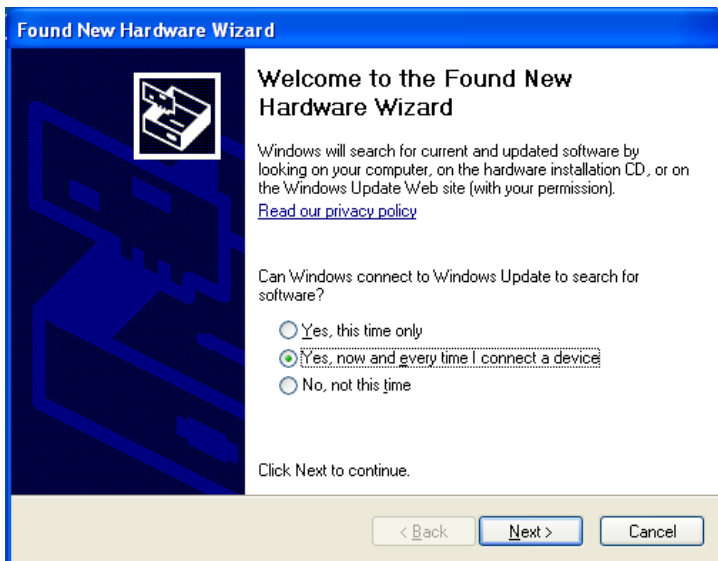 Found New Hardware Wizard
Welcome to the Found New
Hardware Wizard
Windows will search for current and updated software by
looking on your computer, on the hardware installation CD, or on
the Windows Update Web site (with your permission).
Read our privacy policy
Can Windows connect to Windows Update to search for
software?
Yes, this time only
Yes, now and every time I connect a device
No, not this time
Click Next to continue.
< Back Next > Cancel